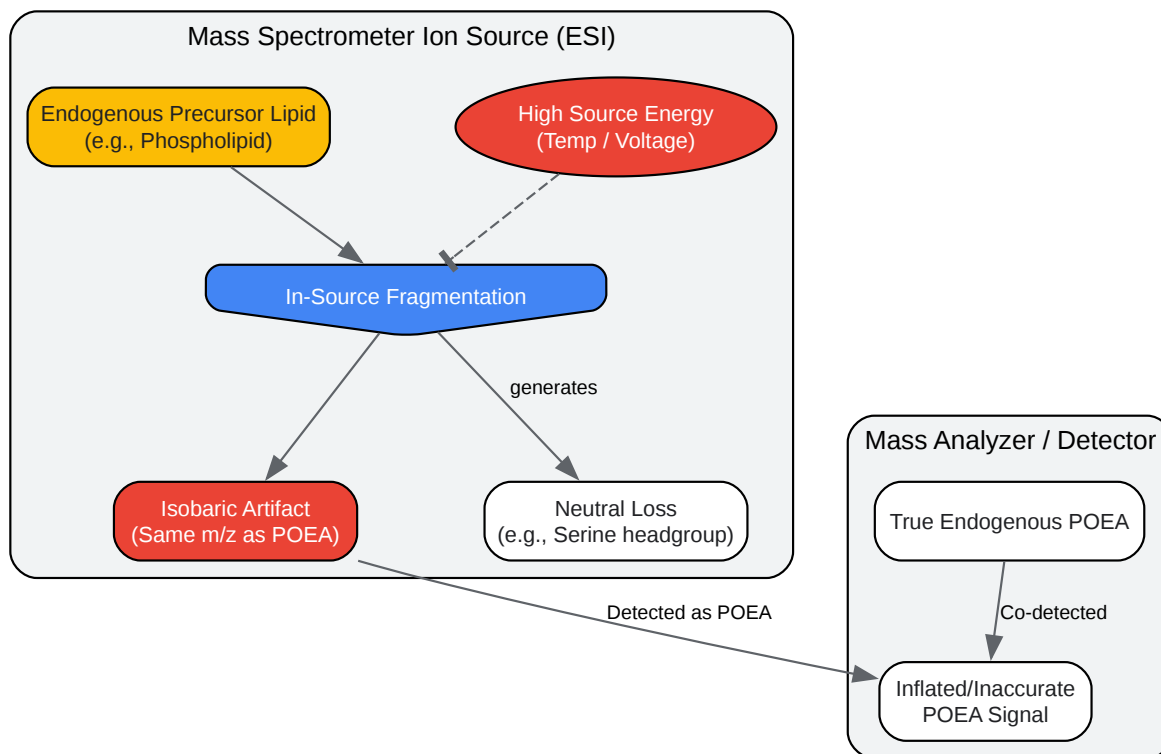 Mass Spectrometer Ion Source (ESI)
Endogenous Precursor Lipid
(e.g., Phospholipid)
High Source Energy
(Temp / Voltage)
In-Source Fragmentation
generates
Isobaric Artifact
(Same m/z as POEA)
Neutral Loss
(e.g., Serine headgroup)
Mass Analyzer / Detector
True Endogenous POEA
Detected as POEA
Co-detected
Inflated/Inaccurate
POEA Signal